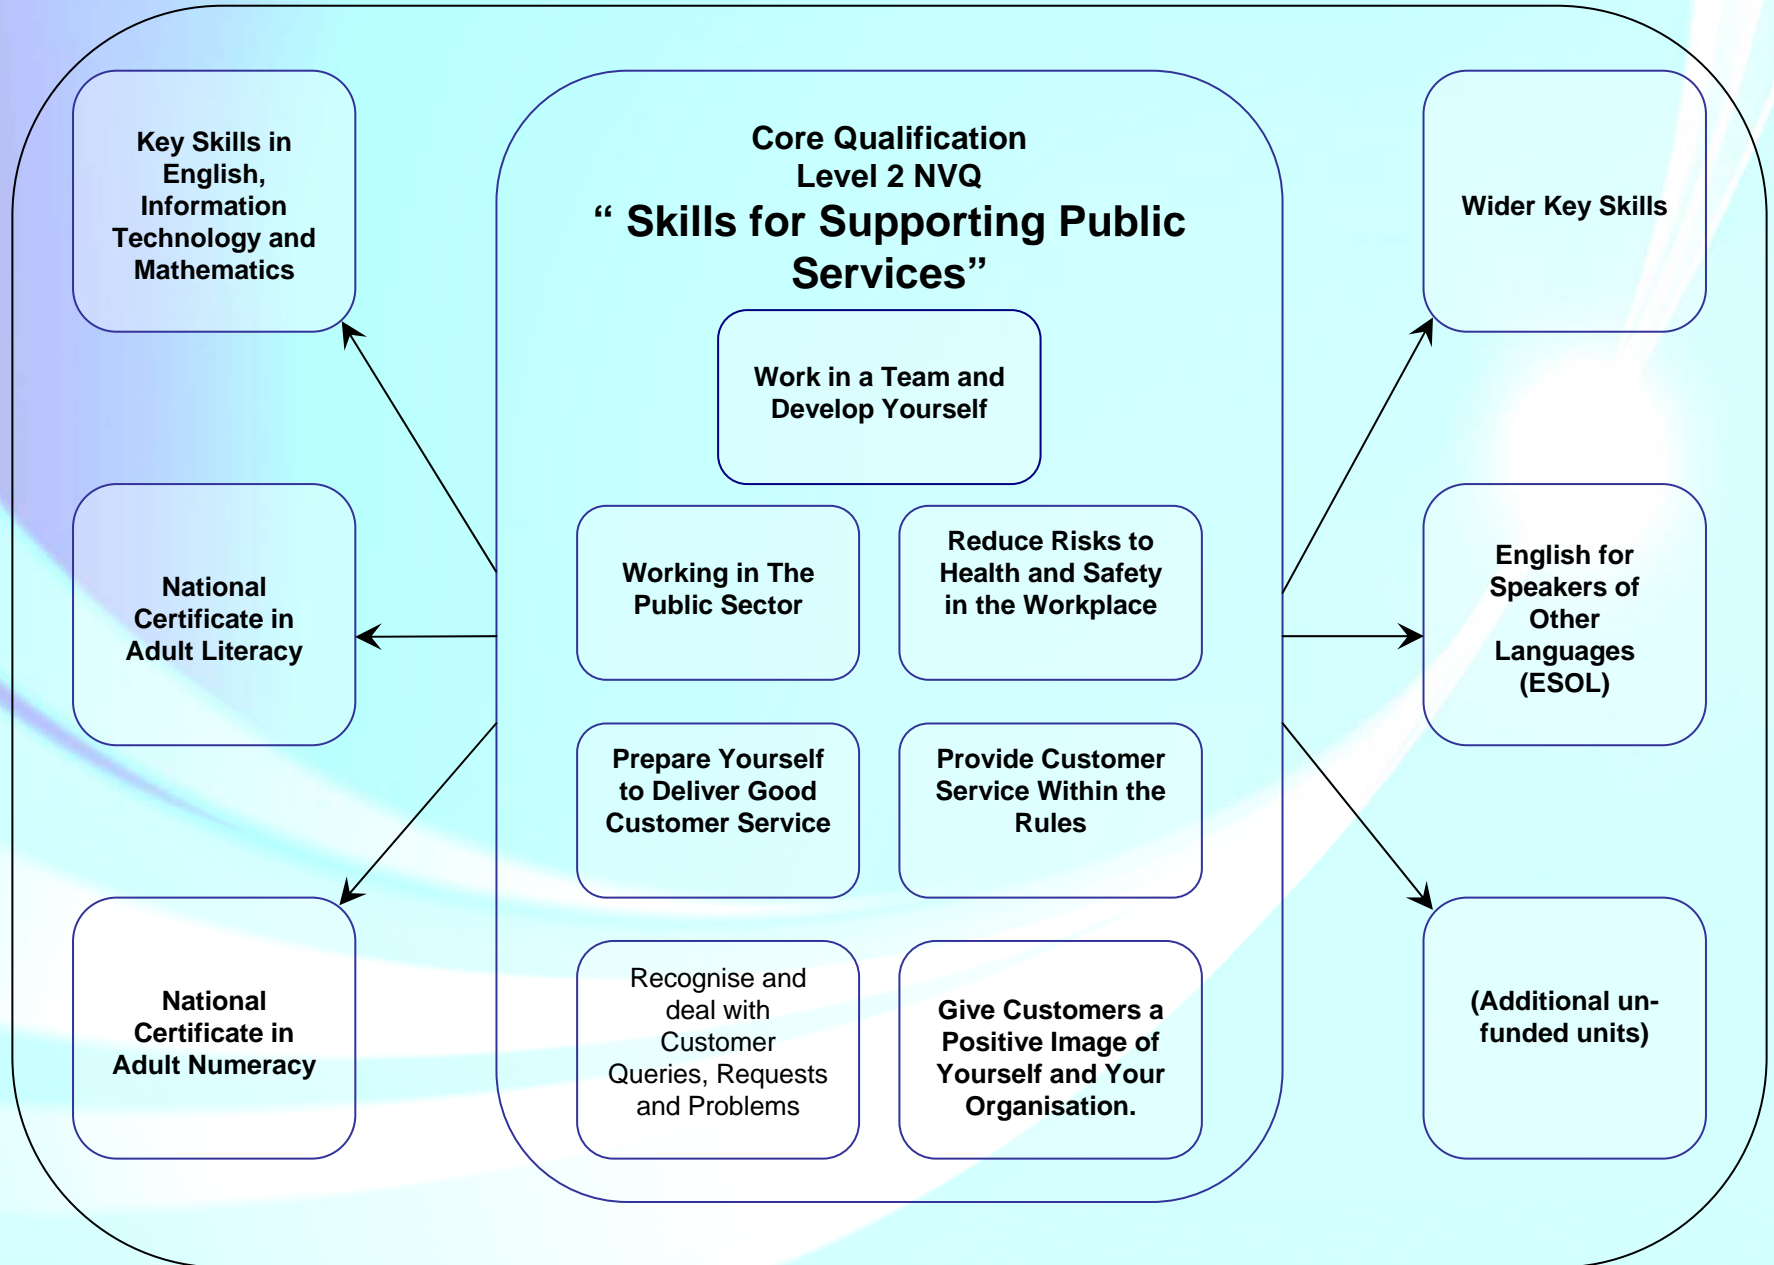 Key Skills in
English,
Information
Technology and
Mathematics
National
Certificate in
Adult Literacy
National
Certificate in
Adult Numeracy
Core Qualification
Level 2 NVQ
“ Skills for Supporting Public
Services”
Work in a Team and
Develop Yourself
Working in The
Public Sector
Reduce Risks to
Health and Safety
in the Workplace
Prepare Yourself
to Deliver Good
Customer Service
Provide Customer
Service Within the
Rules
Recognise and
deal with
Customer
Queries, Requests
and Problems
Give Customers a
Positive Image of
Yourself and Your
Organisation.
Wider Key Skills
English for
Speakers of
Other
Languages
(ESOL)
(Additional un-
funded units)